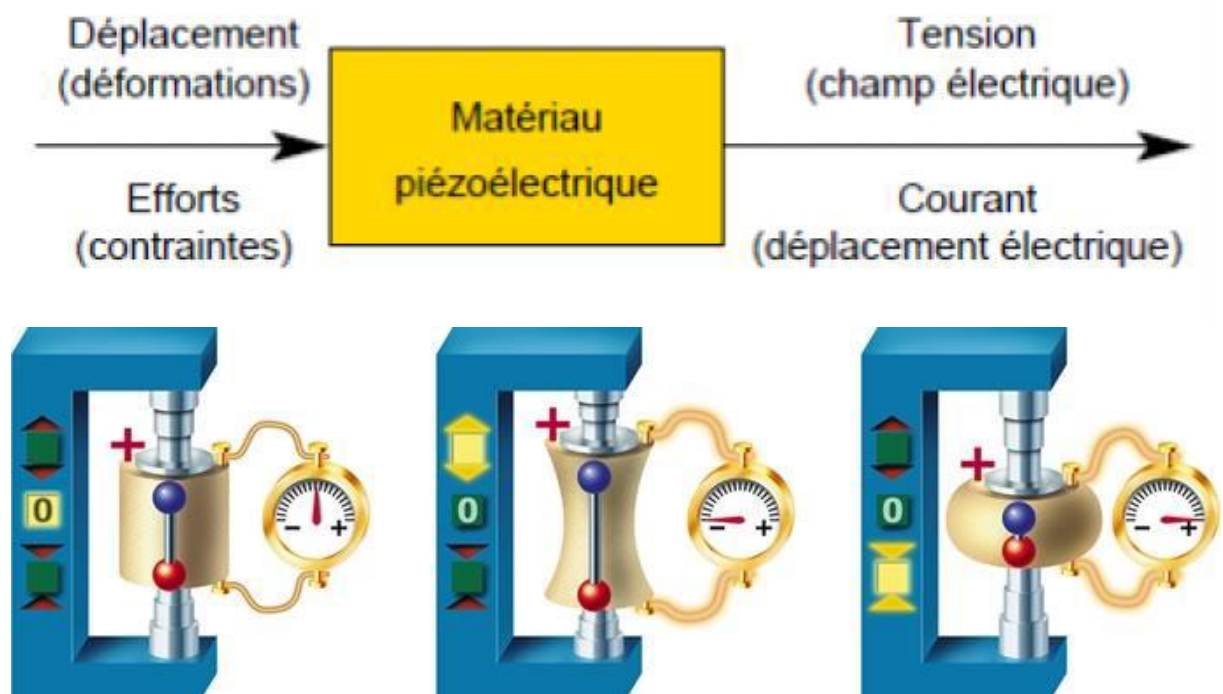 Déplacement
(déformations)
Efforts
(contraintes)
Matériau
piézoélectrique
Tension
(champ électrique)
Courant
(déplacement électrique)
+
0
- +
+
0
- +
+
0
- +